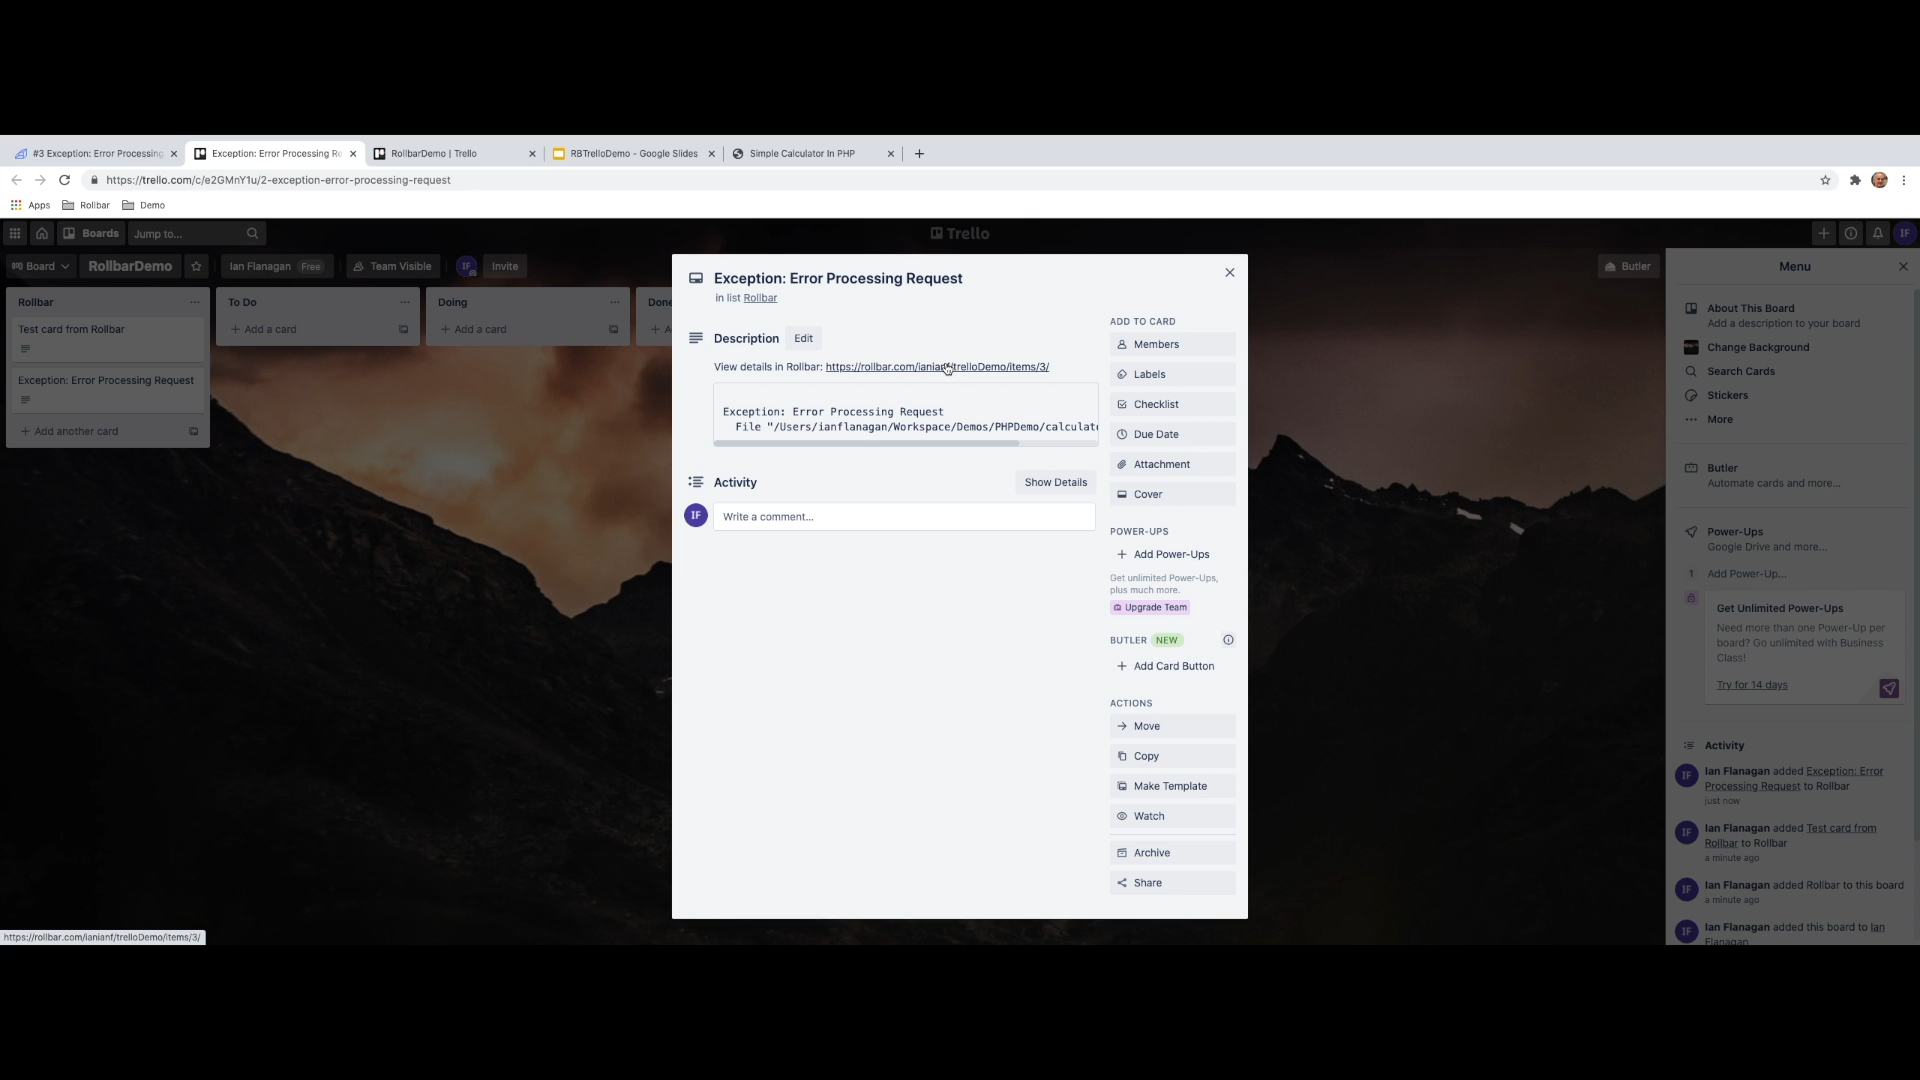 #3 Exception: Error Processing
Exception: Error Processing Re
RollbarDemo | Trello
RBTrelloDemo - Google Slides
Simple Calculator In PHP
https://trello.com/c/e2GMnY1u/2-exception-error-processing-request
Apps
Rollbar
Demo
Boards
Jump to...
Trello
IF
Board
RollbarDemo
Ian Flanagan
Free
Team Visible
IF
Invite
Butler
Menu
Rollbar
To Do
Doing
Done
Test card from Rollbar
Exception: Error Processing Request
Add another card
Add a card
Add a card
Exception: Error Processing Request
in list Rollbar
Description
Edit
View details in Rollbar: https://rollbar.com/ianianf/trelloDemo/items/3/
Exception: Error Processing Request
File "/Users/ianflanagan/Workspace/Demos/PHPDemo/calculato
Activity
Show Details
IF
Write a comment...
ADD TO CARD
Members
Labels
Checklist
Due Date
Attachment
Cover
POWER-UPS
Add Power-Ups
Get unlimited Power-Ups,
plus much more.
Upgrade Team
BUTLER NEW
Add Card Button
ACTIONS
Move
Copy
Make Template
Watch
Archive
Share
About This Board
Add a description to your board
Change Background
Search Cards
Stickers
More
Butler
Automate cards and more...
Power-Ups
Google Drive and more...
1 Add Power-Up...
Get Unlimited Power-Ups
Need more than one Power-Up per
board? Go unlimited with Business
Class!
Try for 14 days
Activity
IF
Ian Flanagan added Exception: Error
Processing Request to Rollbar
just now
IF
Ian Flanagan added Test card from
Rollbar to Rollbar
a minute ago
IF
Ian Flanagan added Rollbar to this board
a minute ago
IF
Ian Flanagan added this board to Ian
Flanagan
https://rollbar.com/ianianf/trelloDemo/items/3/